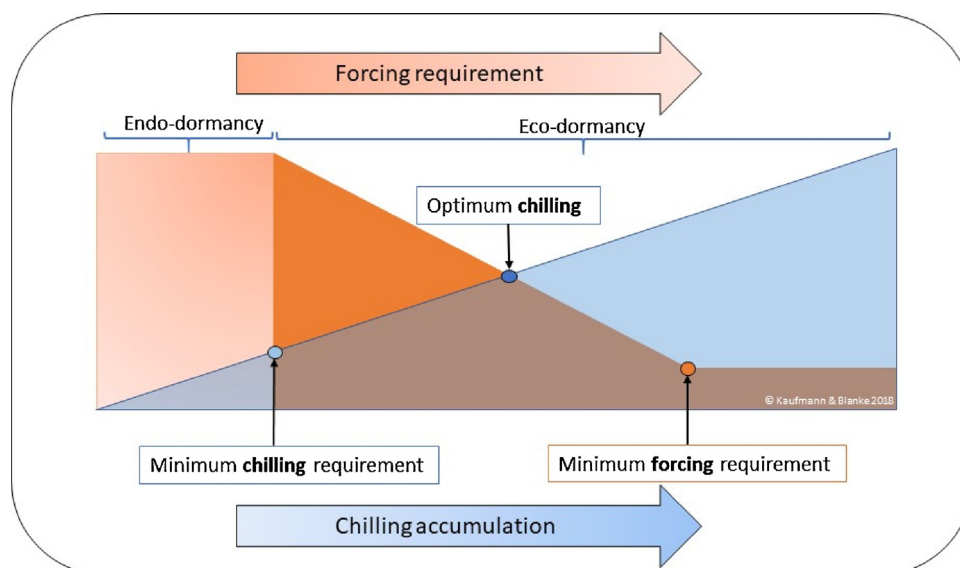 Forcing requirement
Endo-dormancy
Eco-dormancy
Optimum chilling
Minimum chilling requirement
Minimum forcing requirement
© Kaufmann & Blanke 2018
Chilling accumulation